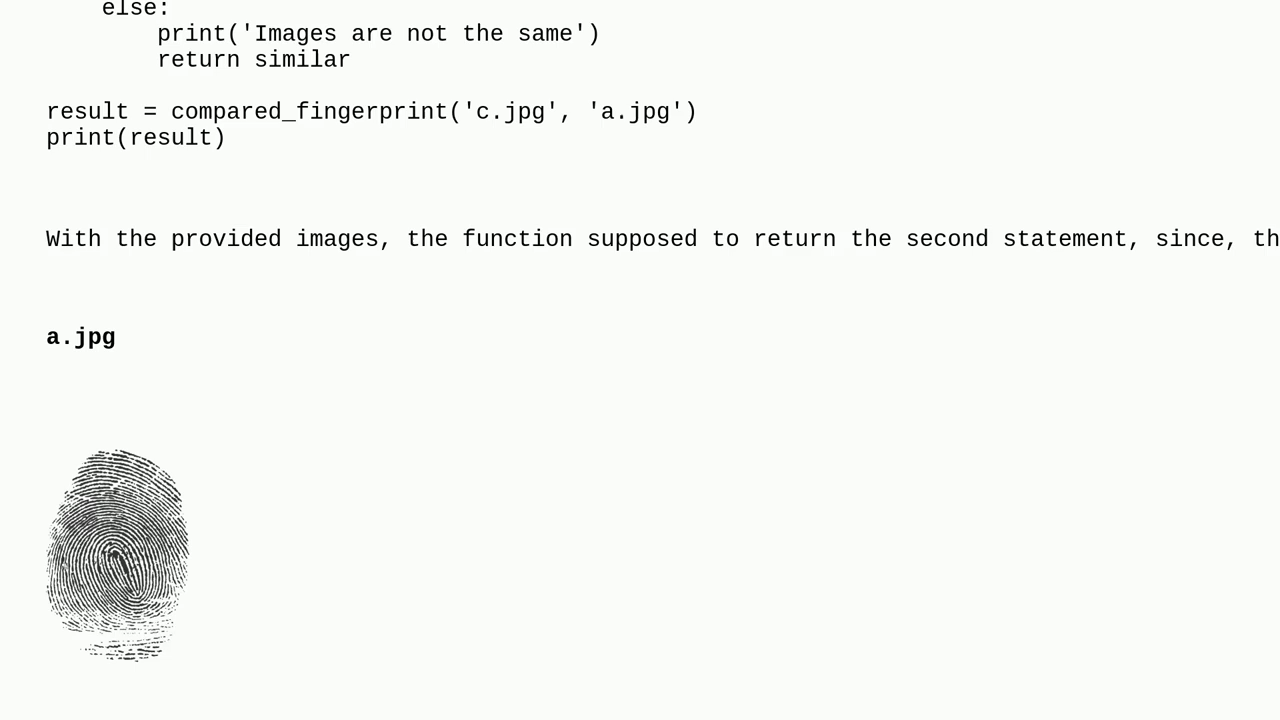 else:
print('Images are not the same')
return similar
result = compared_fingerprint('c.jpg', 'a.jpg')
print(result)
With the provided images, the function supposed to return the second statement, since, th
a.jpg